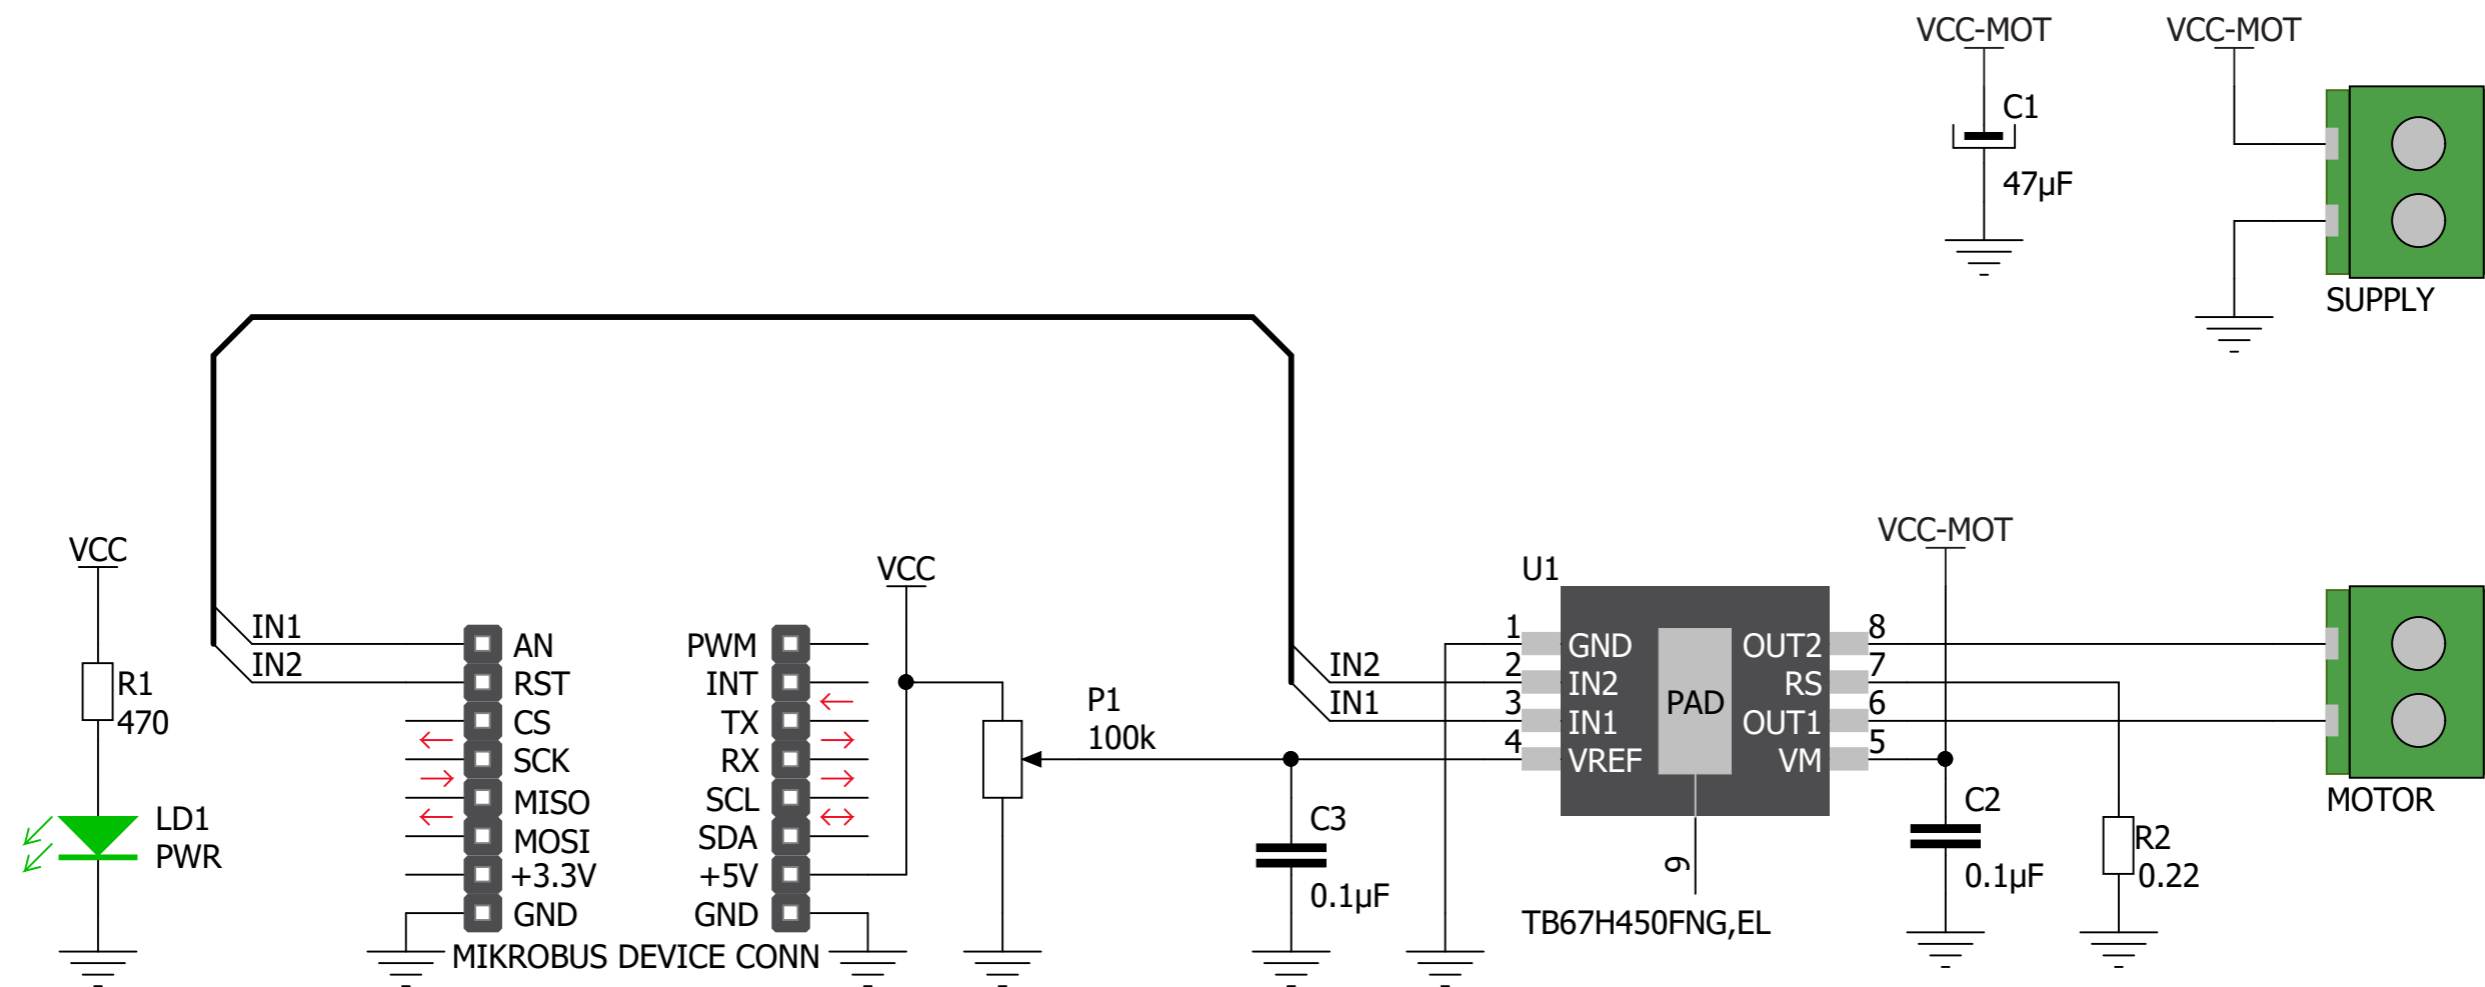 VCC-MOT
VCC-MOT
C1
47µF
SUPPLY
VCC
R1
470
LD1
PWR
IN1
IN2
AN
RST
CS
SCK
MISO
MOSI
+3.3V
GND
PWM
INT
TX
RX
SCL
SDA
+5V
GND
MIKROBUS DEVICE CONN
VCC
P1
100k
C3
0.1µF
IN2
IN1
U1
1
2
3
4
GND
IN2
IN1
VREF
PAD
OUT2
RS
OUT1
VM
8
7
6
5
9
TB67H450FNG,EL
VCC-MOT
C2
0.1µF
R2
0.22
MOTOR